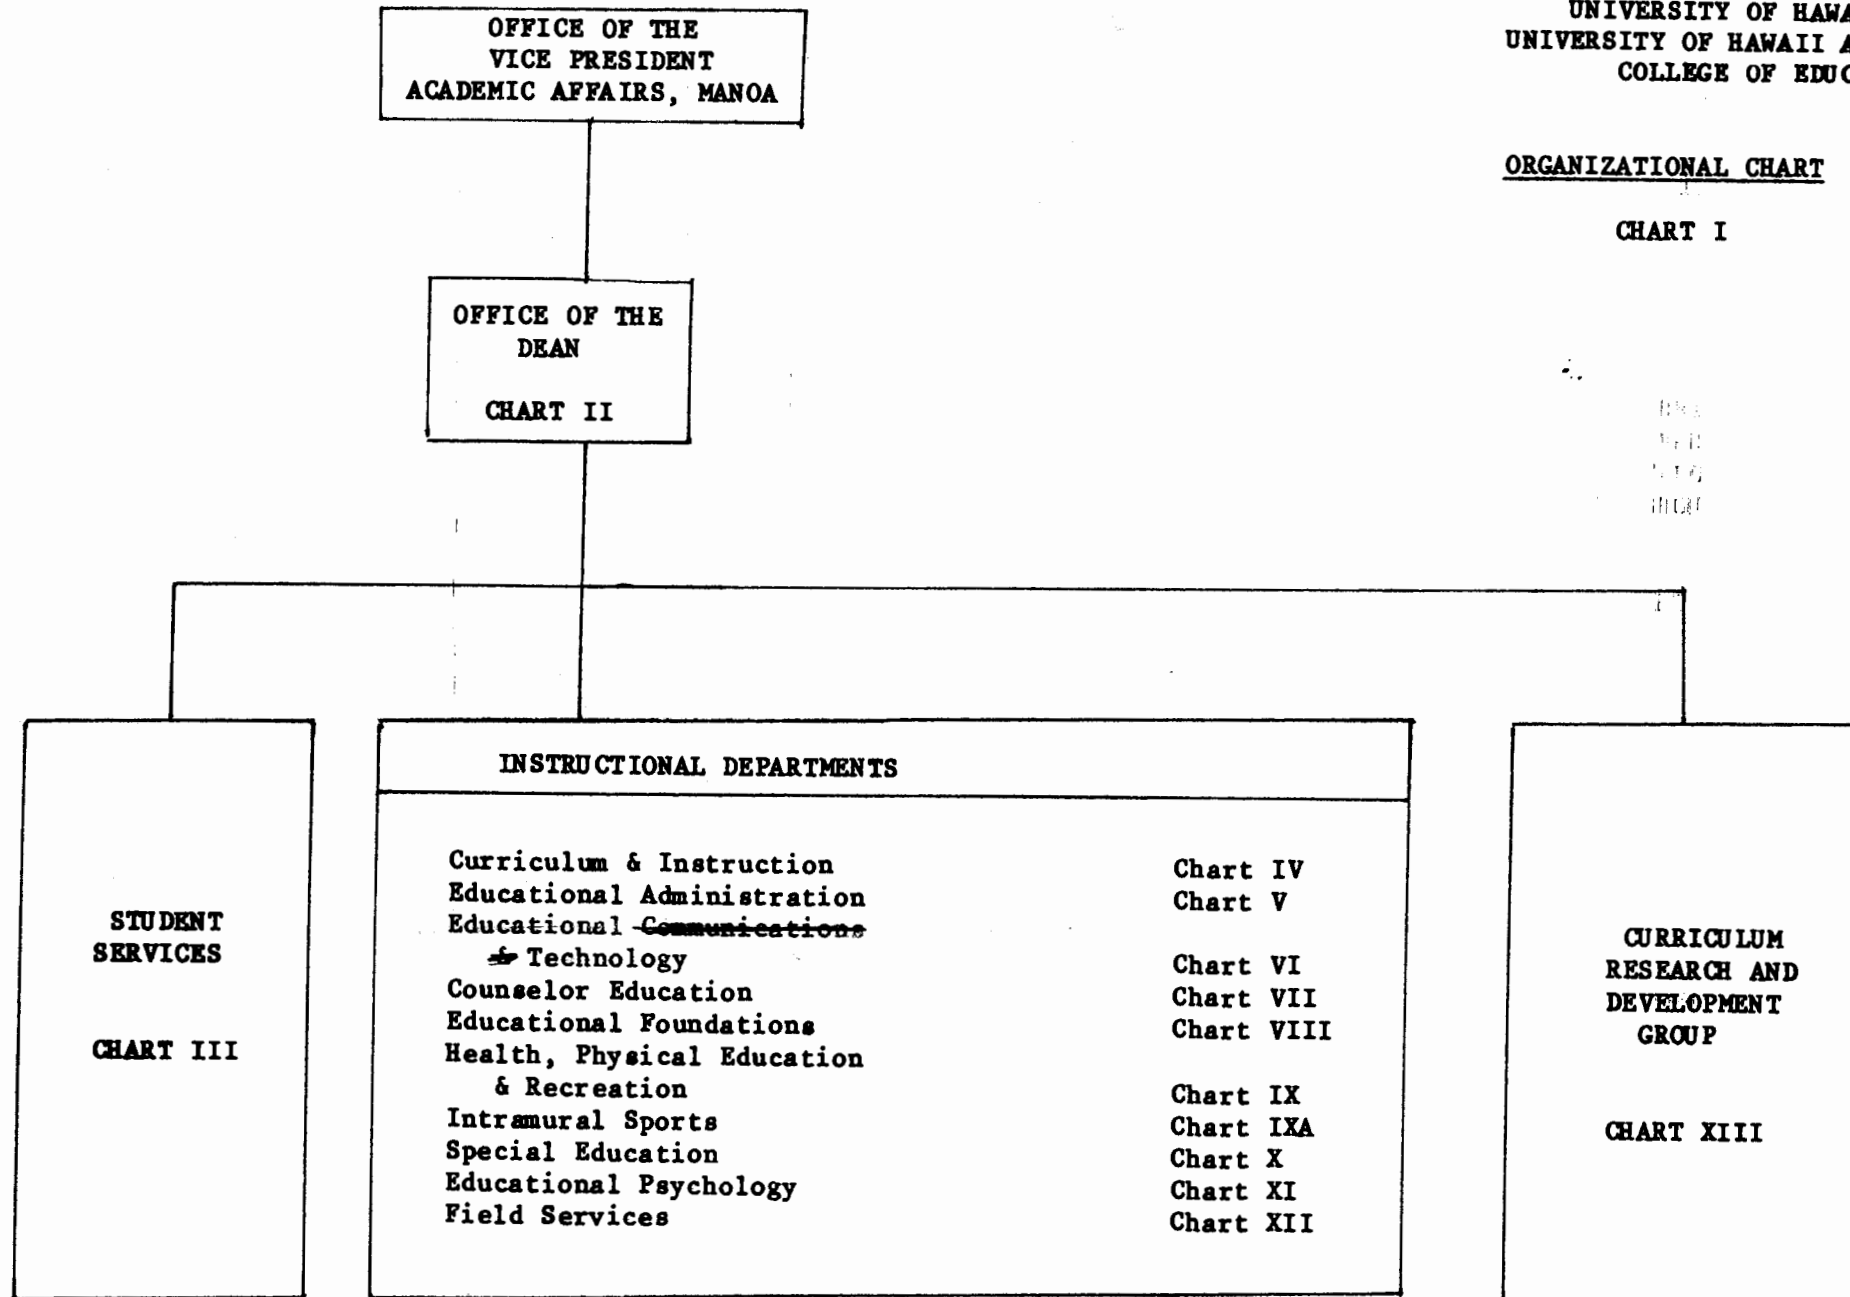 OFFICE OF THE
VICE PRESIDENT
ACADEMIC AFFAIRS, MANOA
UNIVERSITY OF HAWA
UNIVERSITY OF HAWAII A
COLLEGE OF EDUC
ORGANIZATIONAL CHART
CHART I
OFFICE OF THE
DEAN
CHART II
STUDENT
SERVICES
CHART III
INSTRUCTIONAL DEPARTMENTS
Curriculum & Instruction Chart IV
Educational Administration Chart V
Educational Communications
& Technology Chart VI
Counselor Education Chart VII
Educational Foundations Chart VIII
Health, Physical Education
& Recreation Chart IX
Intramural Sports Chart IXA
Special Education Chart X
Educational Psychology Chart XI
Field Services Chart XII
CURRICULUM
RESEARCH AND
DEVELOPMENT
GROUP
CHART XIII